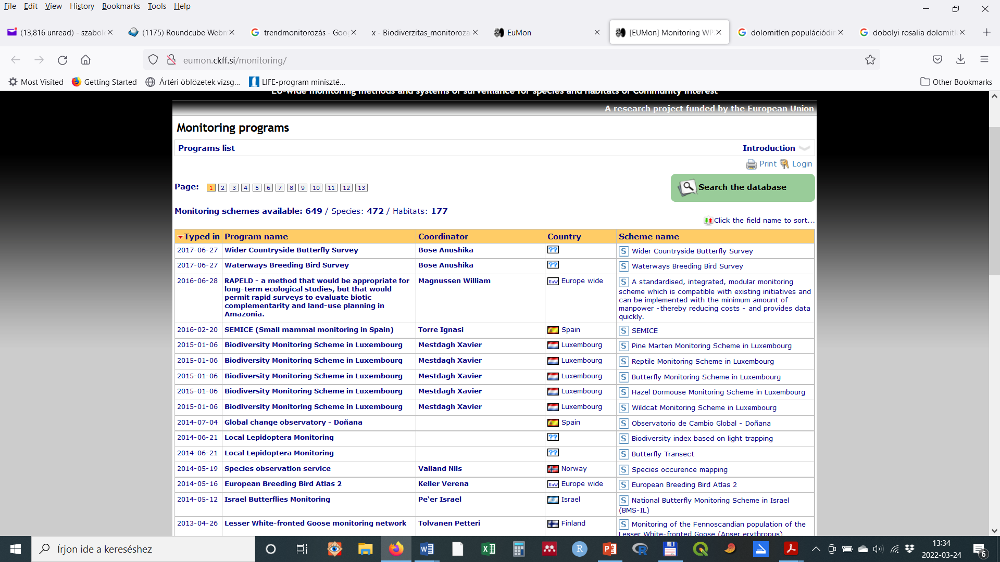 File Edit View History Bookmarks Tools Help
(13,816 unread) - szabol
(1175) Roundcube Webm
trendmonitorozás - Goo
x - Biodiverzitas_monitoroza
EuMon
[EUMon] Monitoring WP
dolomitlen populációdi
dobolyi rosalia dolomitl
eumon.ckff.si/monitoring/
Most Visited
Getting Started
Ártéri öblözetek vizsg...
LIFE-program miniszté...
Other Bookmarks
EU-wide monitoring methods and systems of surveillance for species and habitats of Community interest
A research project funded by the European Union
Monitoring programs
Programs list
Introduction
Print Login
Page: 1 2 3 4 5 6 7 8 9 10 11 12 13
Search the database
Monitoring schemes available: 649 / Species: 472 / Habitats: 177
Click the field name to sort...
Typed in Program name Coordinator Country Scheme name
2017-06-27 Wider Countryside Butterfly Survey Bose Anushika ?? S Wider Countryside Butterfly Survey
2017-06-27 Waterways Breeding Bird Survey Bose Anushika ?? S Waterways Breeding Bird Survey
2016-06-28 RAPELD - a method that would be appropriate for Magnussen William EuW Europe wide S A standardised, integrated, modular monitoring
long-term ecological studies, but that would scheme which is compatible with existing initiatives and
permit rapid surveys to evaluate biotic can be implemented with the minimum amount of
complementarity and land-use planning in manpower -thereby reducing costs - and provides data
Amazonia. quickly.
2016-02-20 SEMICE (Small mammal monitoring in Spain) Torre Ignasi Spain S SEMICE
2015-01-06 Biodiversity Monitoring Scheme in Luxembourg Mestdagh Xavier Luxembourg S Pine Marten Monitoring Scheme in Luxembourg
2015-01-06 Biodiversity Monitoring Scheme in Luxembourg Mestdagh Xavier Luxembourg S Reptile Monitoring Scheme in Luxembourg
2015-01-06 Biodiversity Monitoring Scheme in Luxembourg Mestdagh Xavier Luxembourg S Butterfly Monitoring Scheme in Luxembourg
2015-01-06 Biodiversity Monitoring Scheme in Luxembourg Mestdagh Xavier Luxembourg S Hazel Dormouse Monitoring Scheme in Luxembourg
2015-01-06 Biodiversity Monitoring Scheme in Luxembourg Mestdagh Xavier Luxembourg S Wildcat Monitoring Scheme in Luxembourg
2014-07-04 Global change observatory - Doñana Spain S Observatorio de Cambio Global - Doñana
2014-06-21 Local Lepidoptera Monitoring ?? S Biodiversity index based on light trapping
2014-06-21 Local Lepidoptera Monitoring ?? S Butterfly Transect
2014-05-19 Species observation service Valland Nils Norway S Species occurence mapping
2014-05-16 European Breeding Bird Atlas 2 Keller Verena EuW Europe wide S European Breeding Bird Atlas 2
2014-05-12 Israel Butterflies Monitoring Pe'er Israel Israel S National Butterfly Monitoring Scheme in Israel
(BMS-IL)
2013-04-26 Lesser White-fronted Goose monitoring network Tolvanen Petteri Finland S Monitoring of the Fennoscandian population of the
Lesser White-fronted Goose (Anser erythropus)
Írjon ide a kereséshez
13:34
2022-03-24
6